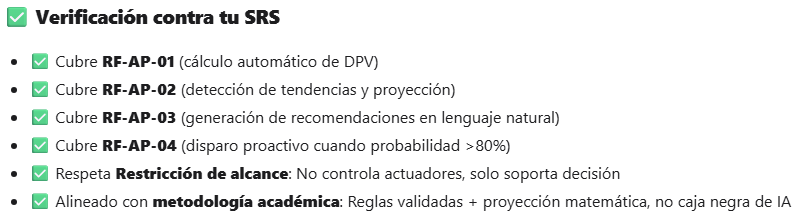 ✅ Verificación contra tu SRS
• ✅ Cubre RF-AP-01 (cálculo automático de DPV)
• ✅ Cubre RF-AP-02 (detección de tendencias y proyección)
• ✅ Cubre RF-AP-03 (generación de recomendaciones en lenguaje natural)
• ✅ Cubre RF-AP-04 (disparo proactivo cuando probabilidad >80%)
• ✅ Respeta Restricción de alcance: No controla actuadores, solo soporta decisión
• ✅ Alineado con metodología académica: Reglas validadas + proyección matemática, no caja negra de IA